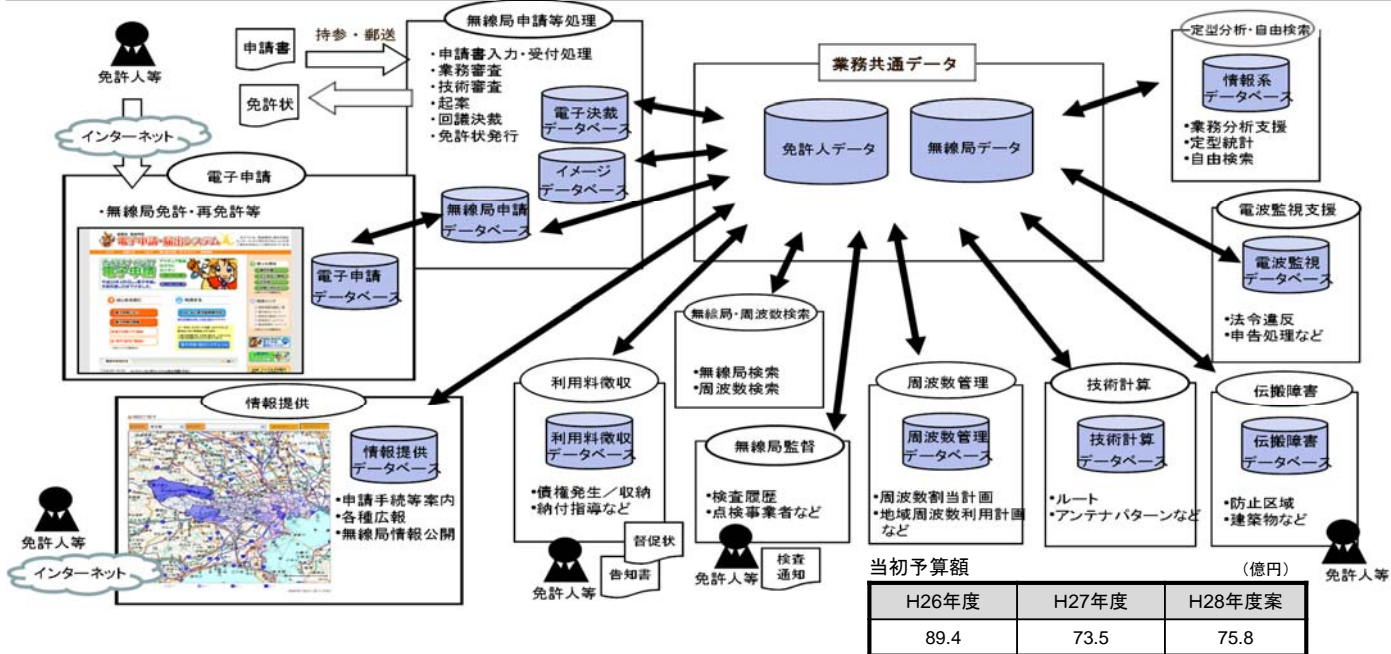 免許人等
申請書
持参・郵送
免許状
インターネット
無線局申請等処理
・申請書入力・受付処理
・業務審査
・技術審査
・起案
・回議決裁
・免許状発行
電子決裁
データベース
イメージ
データベース
無線局申請
データベース
電子申請
・無線局免許・再免許等
電子申請・届出システム
電子申請
電子申請
データベース
業務共通データ
免許人データ
無線局データ
定型分析・自由検索
情報系
データベース
•業務分析支援
•定型統計
•自由検索
電波監視支援
電波監視
データベース
・法令違反
・申告処理など
情報提供
情報提供
データベース
•申請手続等案内
•各種広報
•無線局情報公開
免許人等
インターネット
利用料徴収
利用料徴収
データベース
•債権発生／収納
•納付指導など
督促状
告知書
免許人等
無線局・周波数検索
•無線局検索
•周波数検索
無線局監督
•検査履歴
•点検事業者など
免許人等
検査
通知
周波数管理
周波数管理
データベース
•周波数割当計画
•地域周波数利用計画
など
技術計算
技術計算
データベース
•ルート
•アンテナパターンなど
伝搬障害
伝搬障害
データベース
•防止区域
•建築物など
免許人等
当初予算額 （億円）
H26年度 H27年度 H28年度案
89.4 73.5 75.8